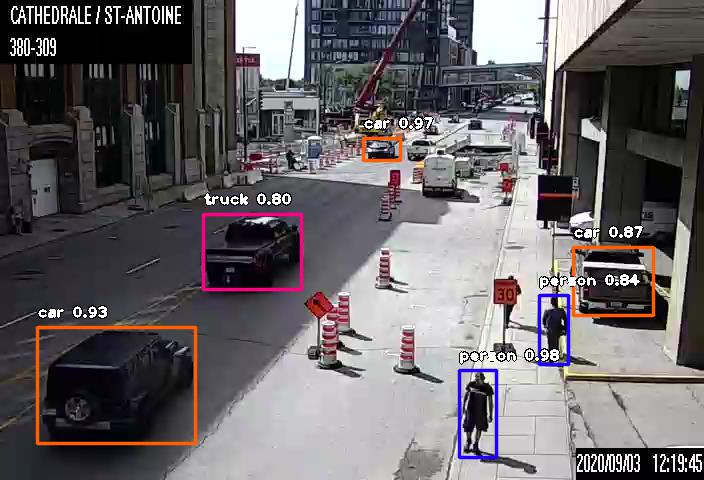 CATHEDRALE / ST-ANTOINE
380-309
car 0.97
truck 0.80
car 0.87
person 0.84
30
car 0.93
person 0.98
2020/09/03 12:19:45